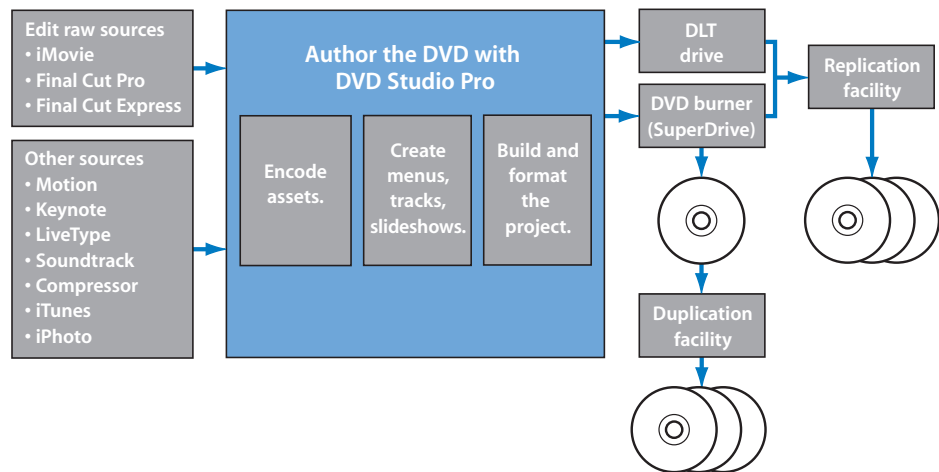 Edit raw sources
• iMovie
• Final Cut Pro
• Final Cut Express
Other sources
• Motion
• Keynote
• LiveType
• Soundtrack
• Compressor
• iTunes
• iPhoto
Author the DVD with
DVD Studio Pro
Encode
assets.
Create
menus,
tracks,
slideshows.
Build and
format
the
project.
DLT
drive
DVD burner
(SuperDrive)
Replication
facility
Duplication
facility